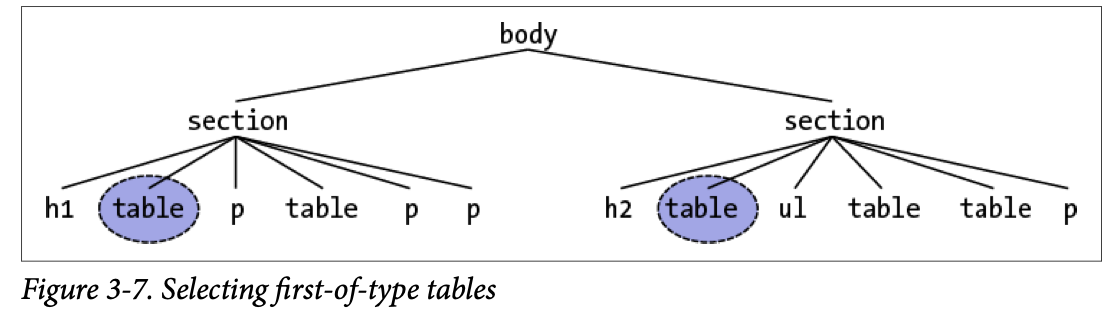 body
section section
h1 table p table p p h2 table ul table table p
Figure 3-7. Selecting first-of-type tables